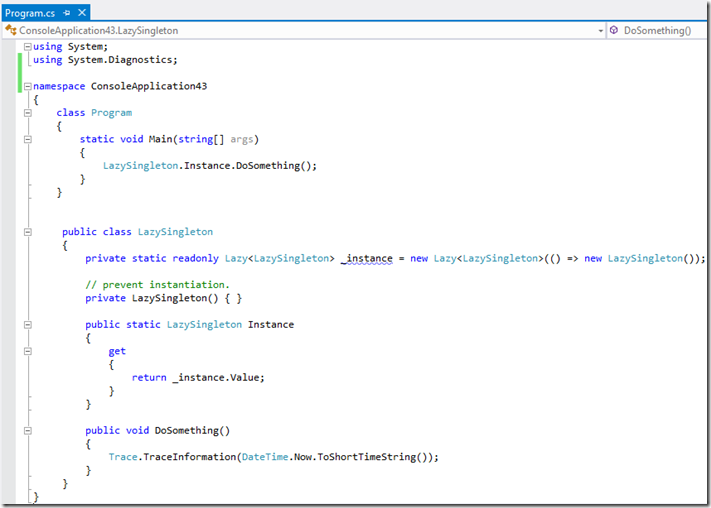 Program.cs
ConsoleApplication43.LazySingleton DoSomething()
using System;
using System.Diagnostics;
namespace ConsoleApplication43
{
class Program
{
static void Main(string[] args)
{
LazySingleton.Instance.DoSomething();
}
}
public class LazySingleton
{
private static readonly Lazy<LazySingleton> _instance = new Lazy<LazySingleton>(() => new LazySingleton());
// prevent instantiation.
private LazySingleton() { }
public static LazySingleton Instance
{
get
{
return _instance.Value;
}
}
public void DoSomething()
{
Trace.TraceInformation(DateTime.Now.ToShortTimeString());
}
}
}